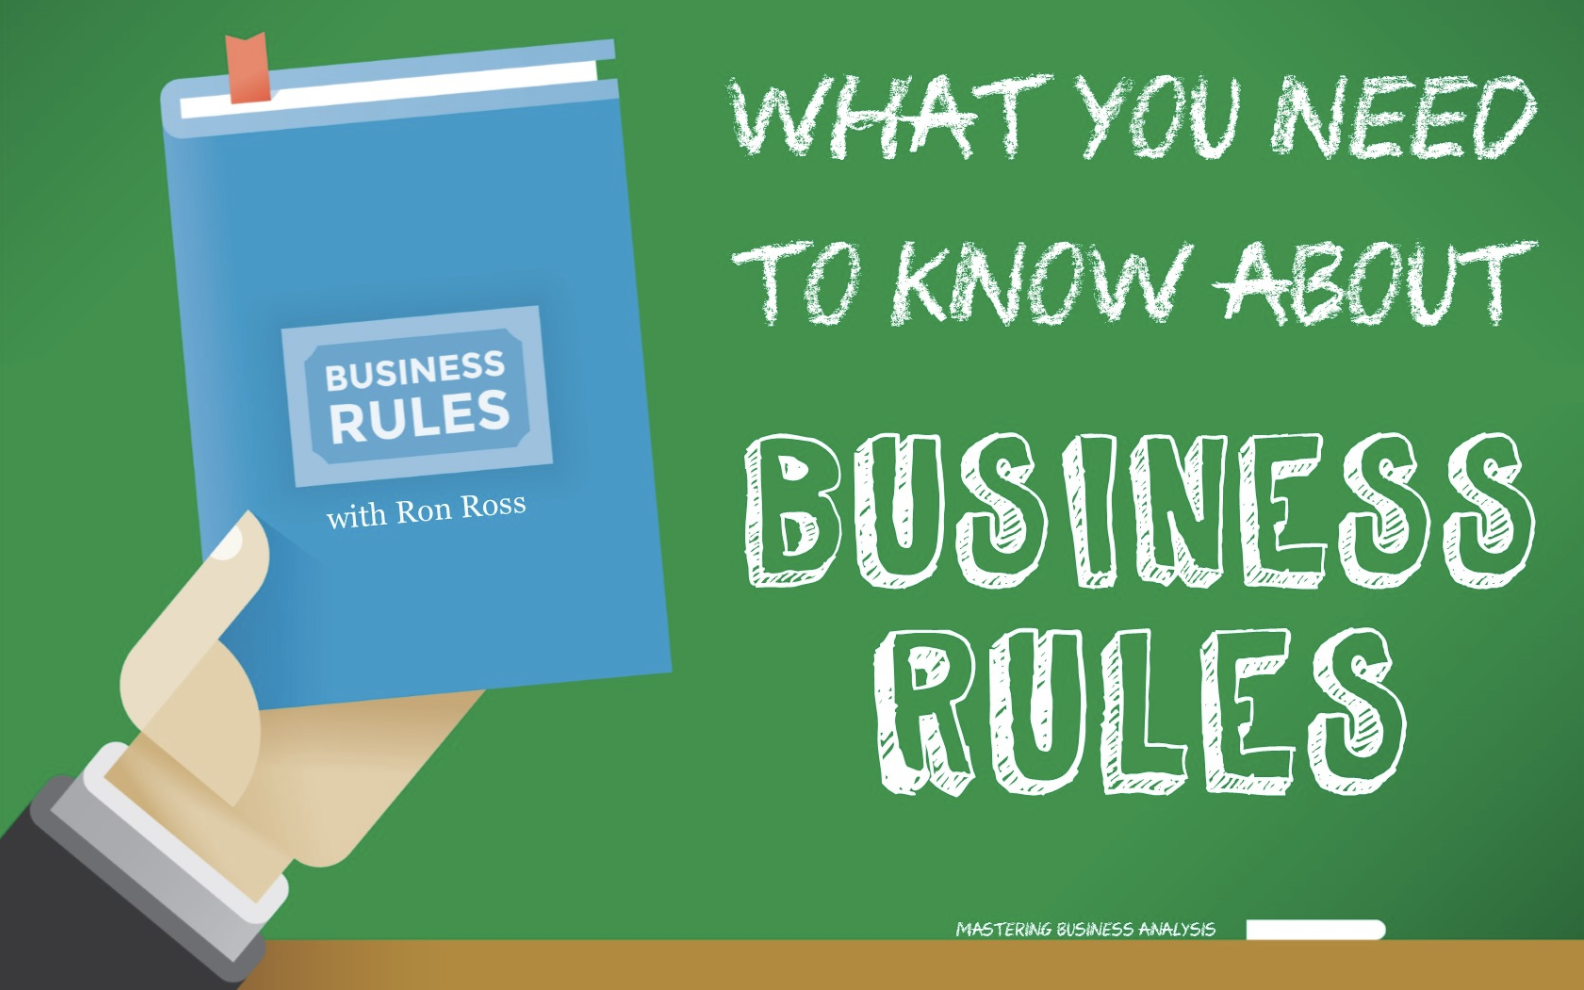 BUSINESS
RULES
with Ron Ross
WHAT YOU NEED
TO KNOW ABOUT
BUSINESS
RULES
MASTERING BUSINESS ANALYSIS